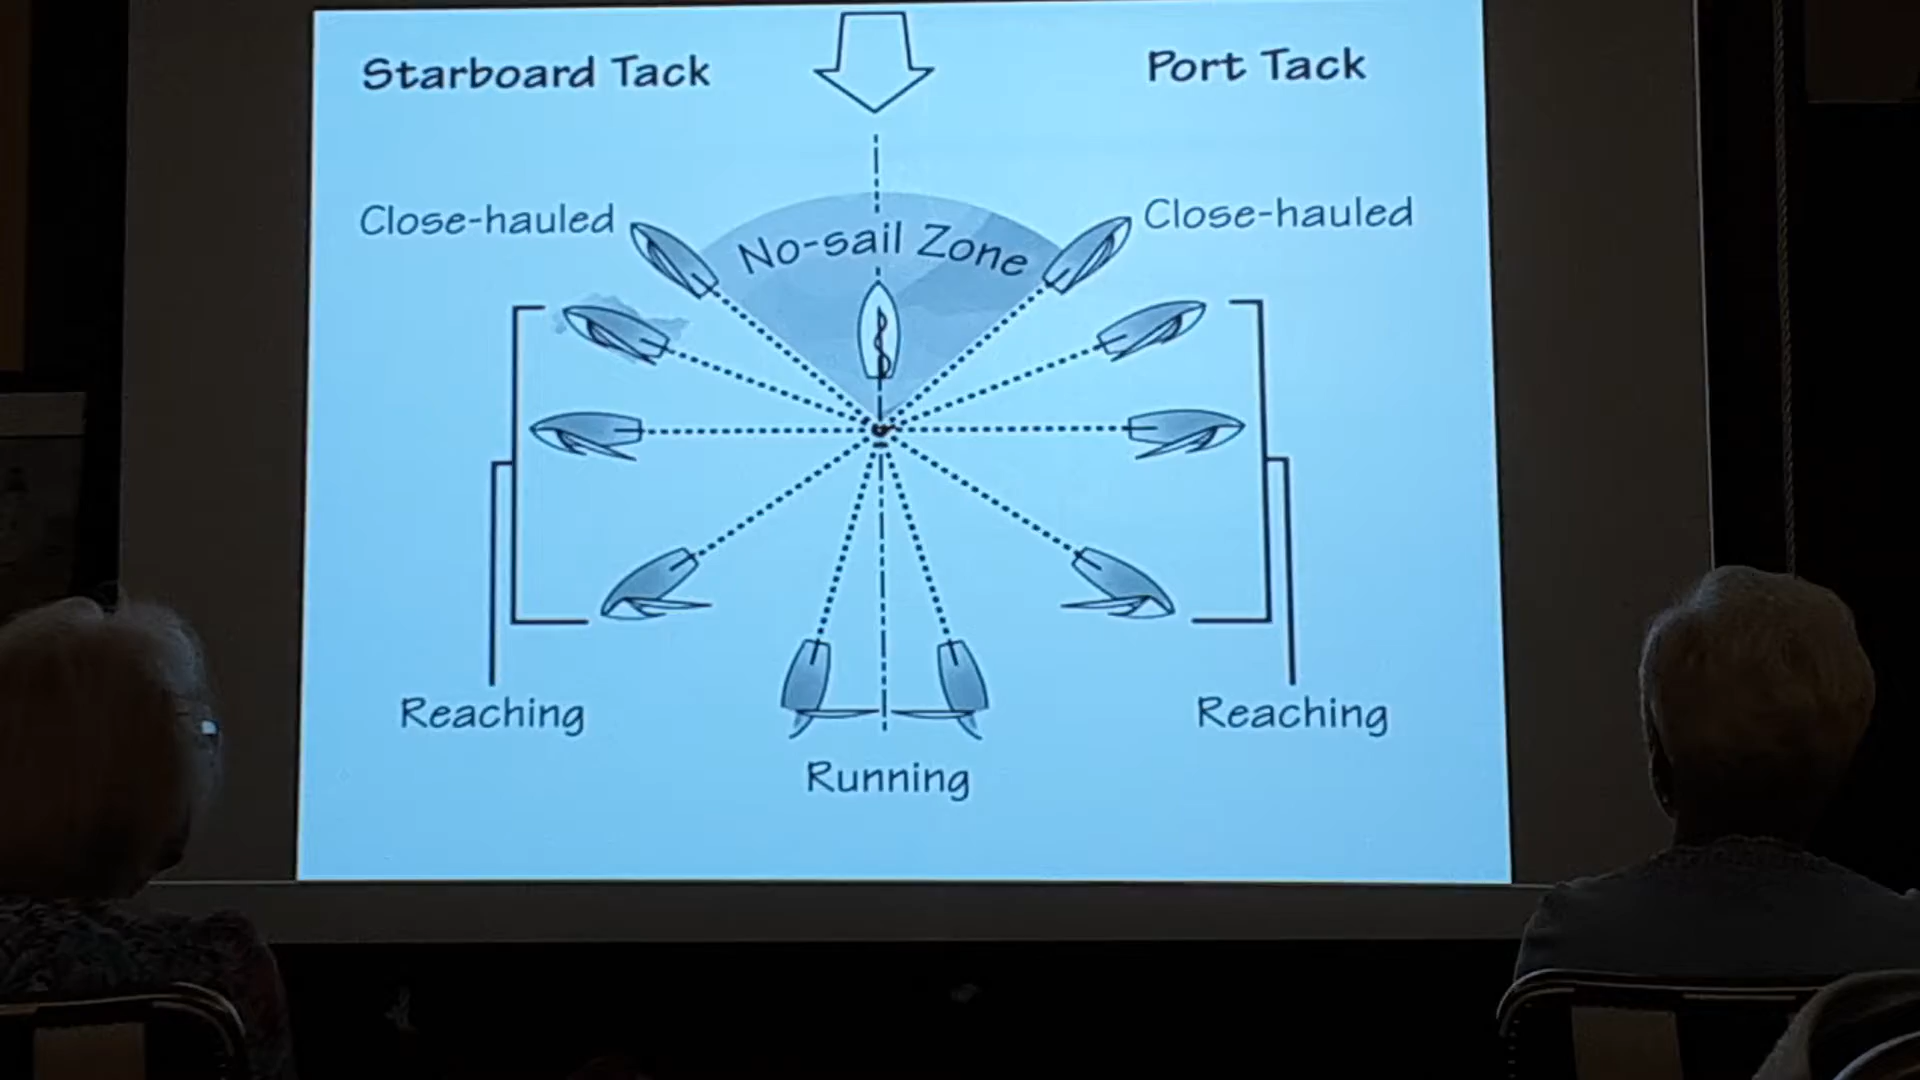 Starboard Tack
Port Tack
Close-hauled
No-sail Zone
Close-hauled
Reaching
Reaching
Running